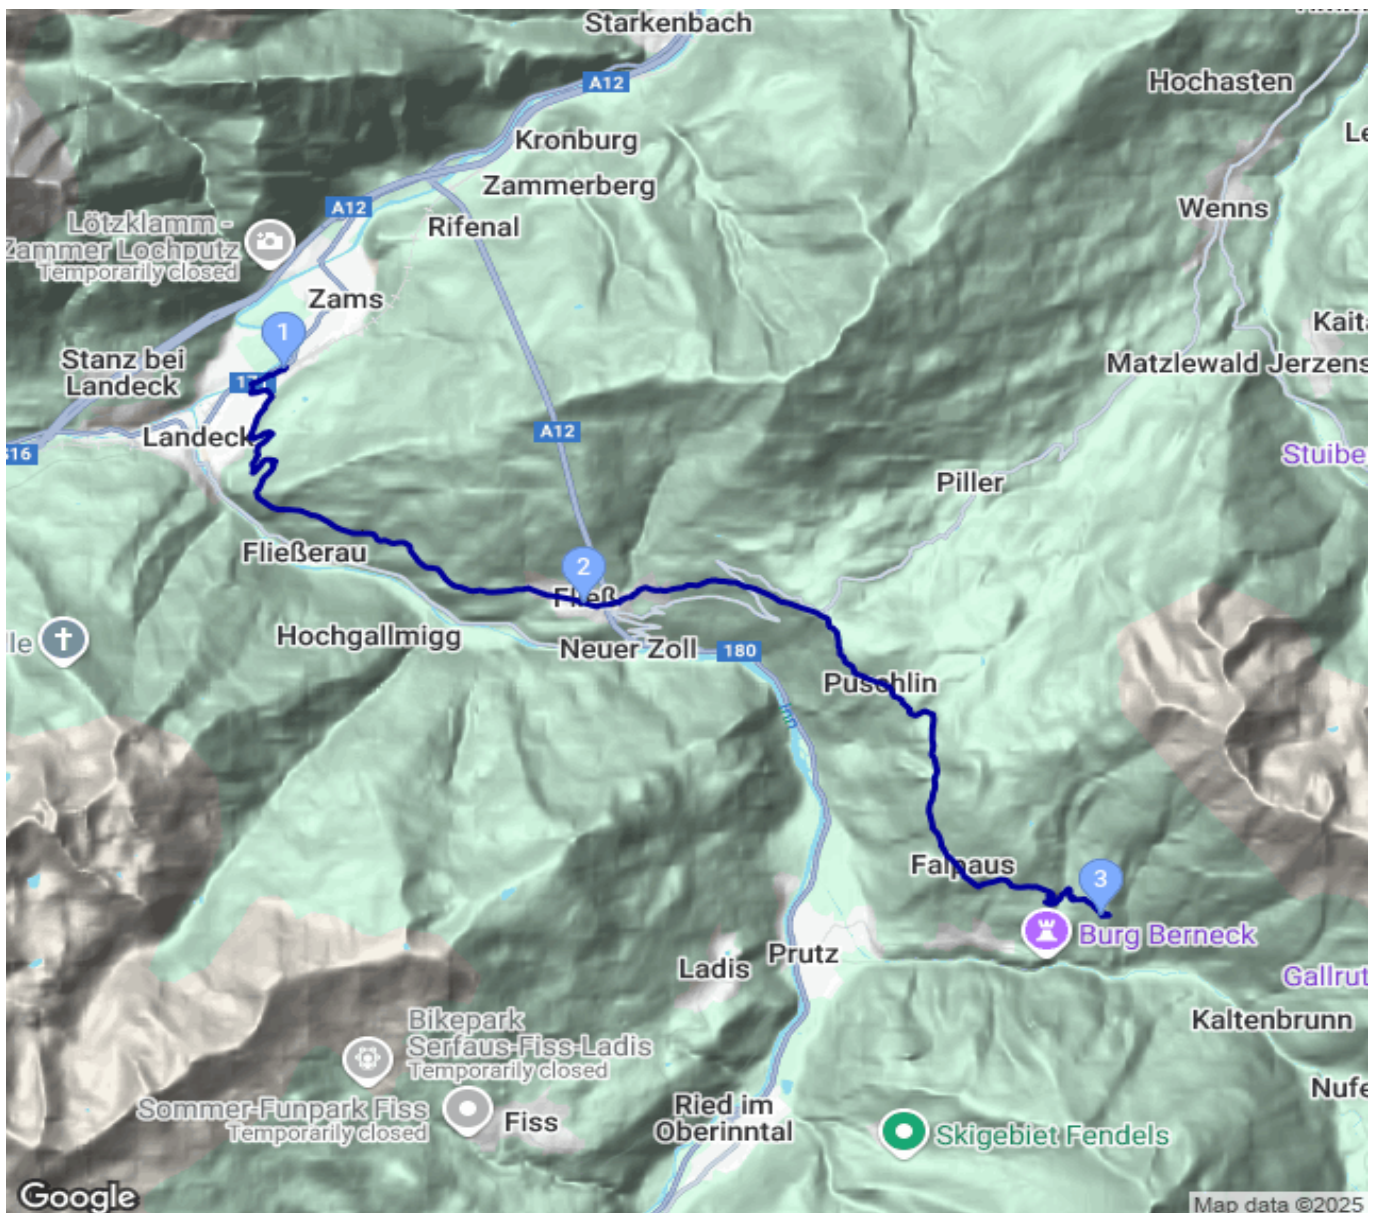 Starkenbach
A12
Hochasten
Kronburg
Zammerberg
A12
Rifenal
Wenns
Lötzklamm -
Zammer Lochputz
Temporarily closed
Zams
1
Kait
Stanz bei
Landeck
Matzlewald
Jerzens
Landeck
A12
S16
Stuibe
Piller
Fließerau
2
Fließ
Hochgallmigg
Neuer Zoll
180
lle
Puschlin
Inn
Falpaus
3
Burg Berneck
Prutz
Ladis
Gallrut
Kaltenbrunn
Bikepark
Serfaus-Fiss-Ladis
Temporarily closed
Nufe
Sommer-Funpark Fiss
Temporarily closed
Fiss
Ried im
Oberinntal
Skigebiet Fendels
Google
Map data ©2025